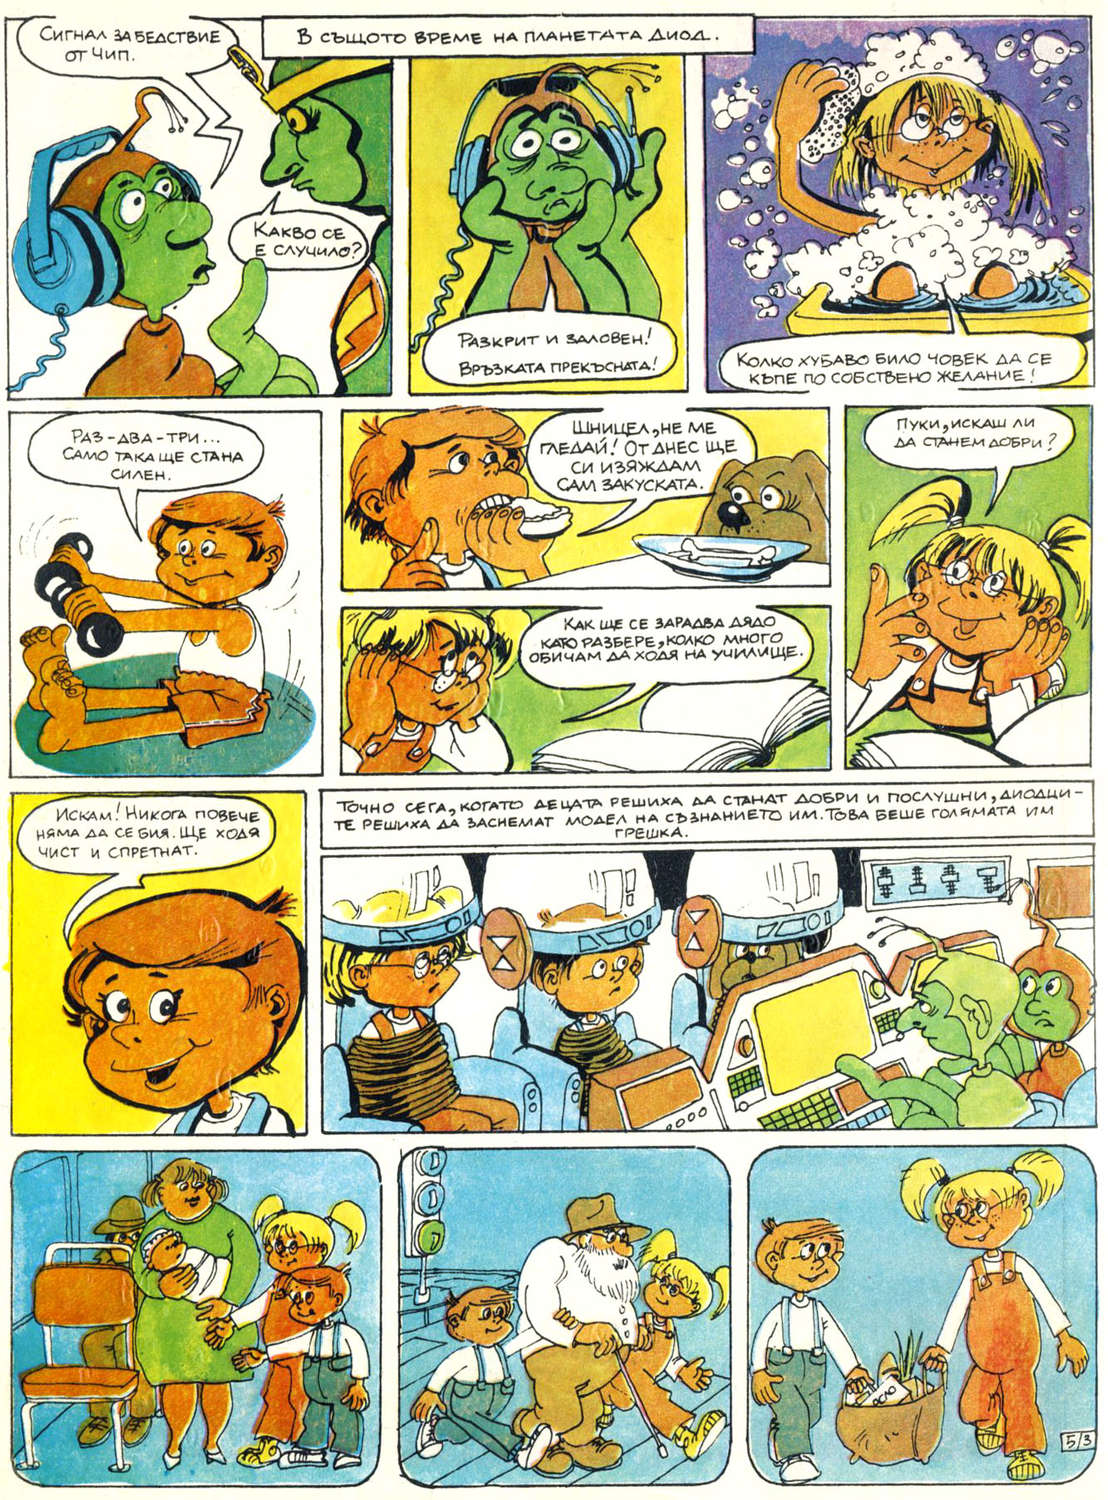 В СЪЩОТО ВРЕМЕ НА ПЛАНЕТАТА ДИОД.
СИГНАЛ ЗА БЕДСТВИЕ
ОТ ЧИП.
КАКВО СЕ
Е СЛУЧИЛО?
РАЗКРИТ И ЗАЛОВЕН!
ВРЪЗКАТА ПРЕКЪСНАТА!
КОЛКО ХУБАВО БИЛО ЧОВЕК ДА СЕ
КЪПЕ ПО СОБСТВЕНО ЖЕЛАНИЕ!
РАЗ-ДВА-ТРИ...
САМО ТАКА ЩЕ СТАНА
СИЛЕН.
ШНИЦЕЛ, НЕ МЕ
ГЛЕДАЙ! ОТ ДНЕС ЩЕ
СИ ИЗЯЖДАМ
САМ ЗАКУСКАТА.
КАК ЩЕ СЕ ЗАРАДВА ДЯДО
КАТО РАЗБЕРЕ, КОЛКО МНОГО
ОБИЧАМ ДА ХОДЯ НА УЧИЛИЩЕ.
ПУКИ, ИСКАШ ЛИ
ДА СТАНЕМ ДОБРИ?
ИСКАМ! НИКОГА ПОВЕЧЕ
НЯМА ДА СЕ БИЯ. ЩЕ ХОДЯ
ЧИСТ И СПРЕТНАТ.
ТОЧНО СЕГА, КОГАТО ДЕЦАТА РЕШИХА ДА СТАНАТ ДОБРИ И ПОСЛУШНИ, ДИОДЦИ-
ТЕ РЕШИХА ДА ЗАСНЕМАТ МОДЕЛ НА СЪЗНАНИЕТО ИМ. ТОВА БЕШЕ ГОЛЯМАТА ИМ
ГРЕШКА.
5/3